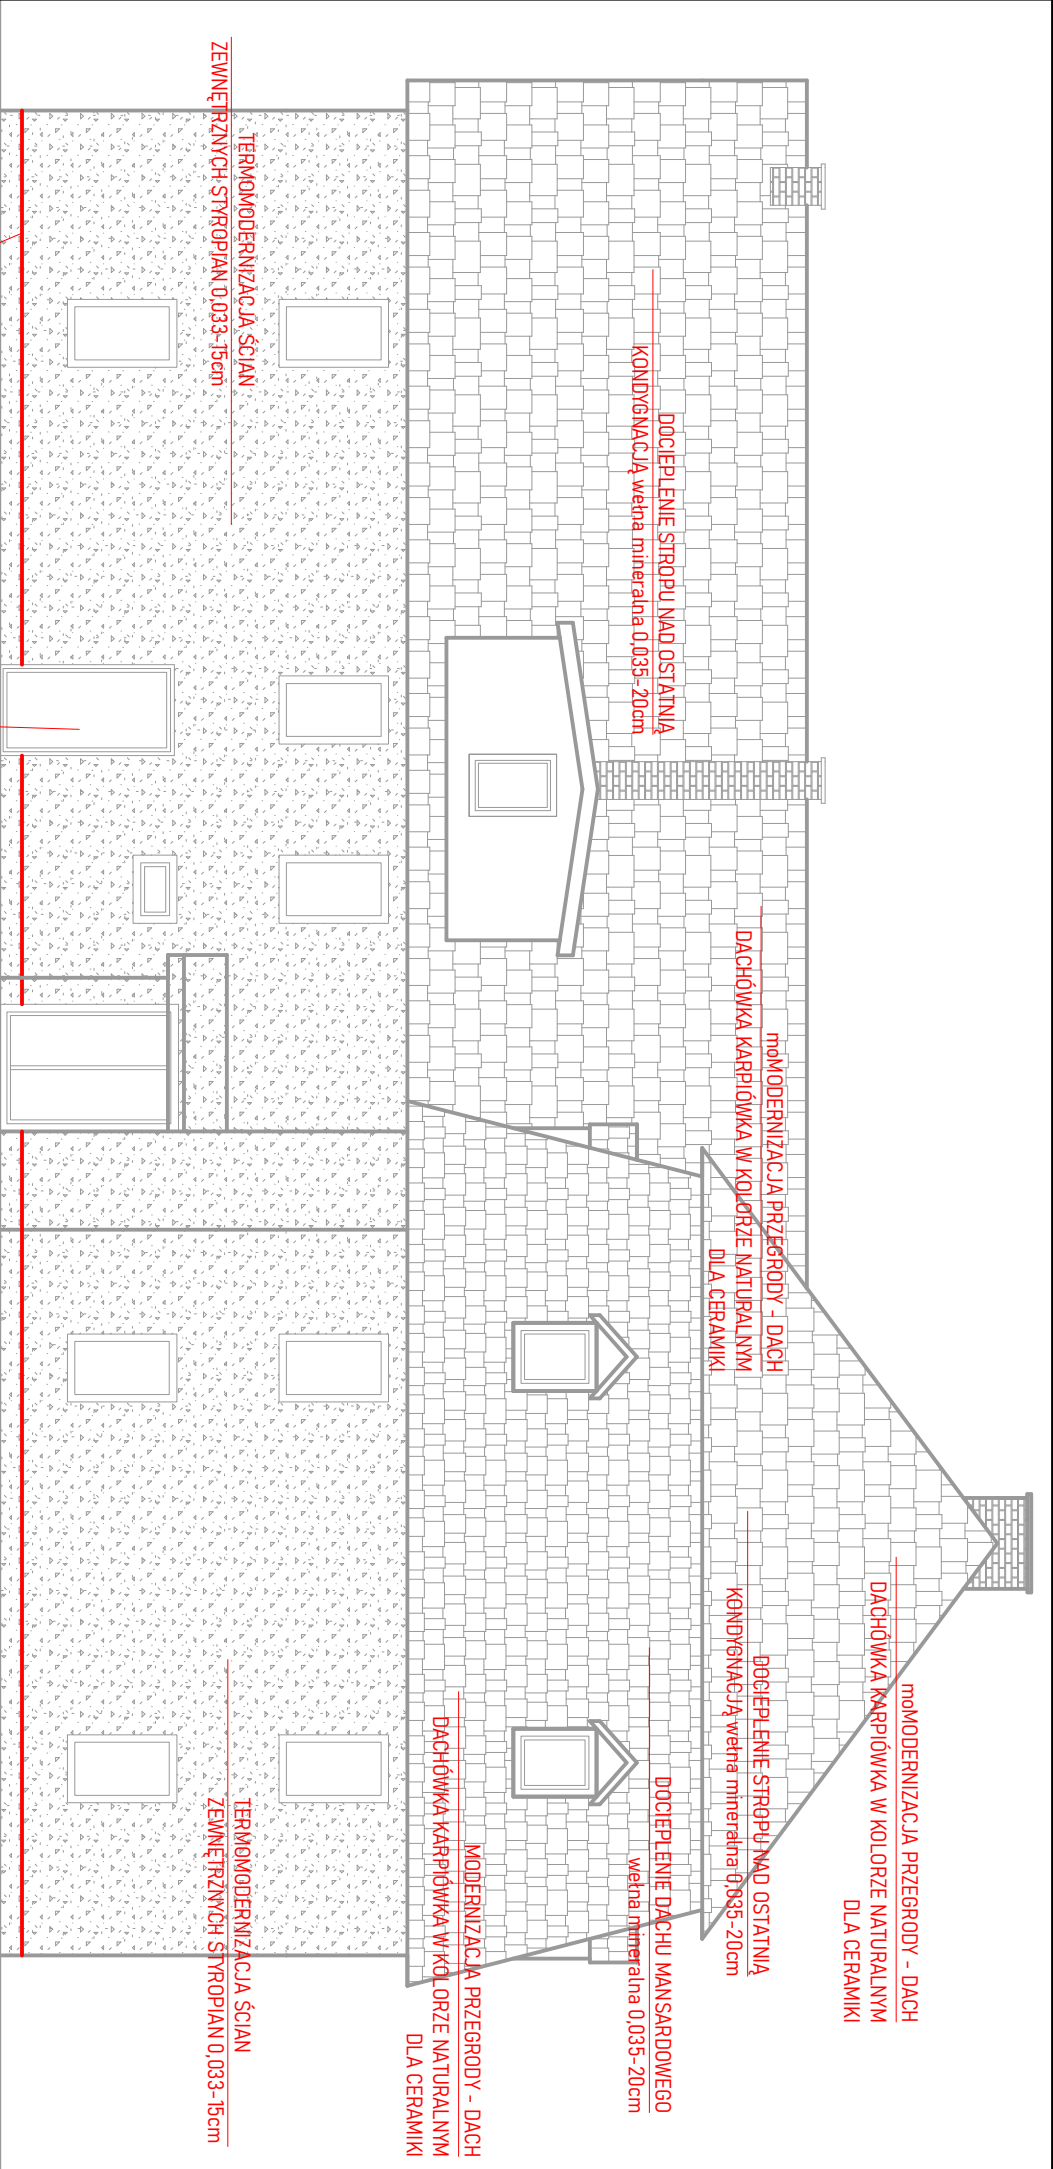 TERMOMODERNIZACJA ŚCIAN
ZEWNĘTRZNYCH STYROPIAN 0,033-15cm
DOCIEPLENIE STROPU NAD OSTATNIĄ
KONDYGNACJĄ wełna mineralna 0,035-20cm
moMODERNIZACJA PRZEGRODY - DACH
DACHÓWKA KARPIÓWKA W KOLORZE NATURALNYM
DLA CERAMIKI
moMODERNIZACJA PRZEGRODY - DACH
DACHÓWKA KARPIÓWKA W KOLORZE NATURALNYM
DLA CERAMIKI
DOCIEPLENIE STROPU NAD OSTATNIĄ
KONDYGNACJĄ wełna mineralna 0,035-20cm
DOCIEPLENIE DACHU MANSARDOWEGO
wełna mineralna 0,035-20cm
MODERNIZACJA PRZEGRODY - DACH
DACHÓWKA KARPIÓWKA W KOLORZE NATURALNYM
DLA CERAMIKI
TERMOMODERNIZACJA ŚCIAN
ZEWNĘTRZNYCH STYROPIAN 0,033-15cm